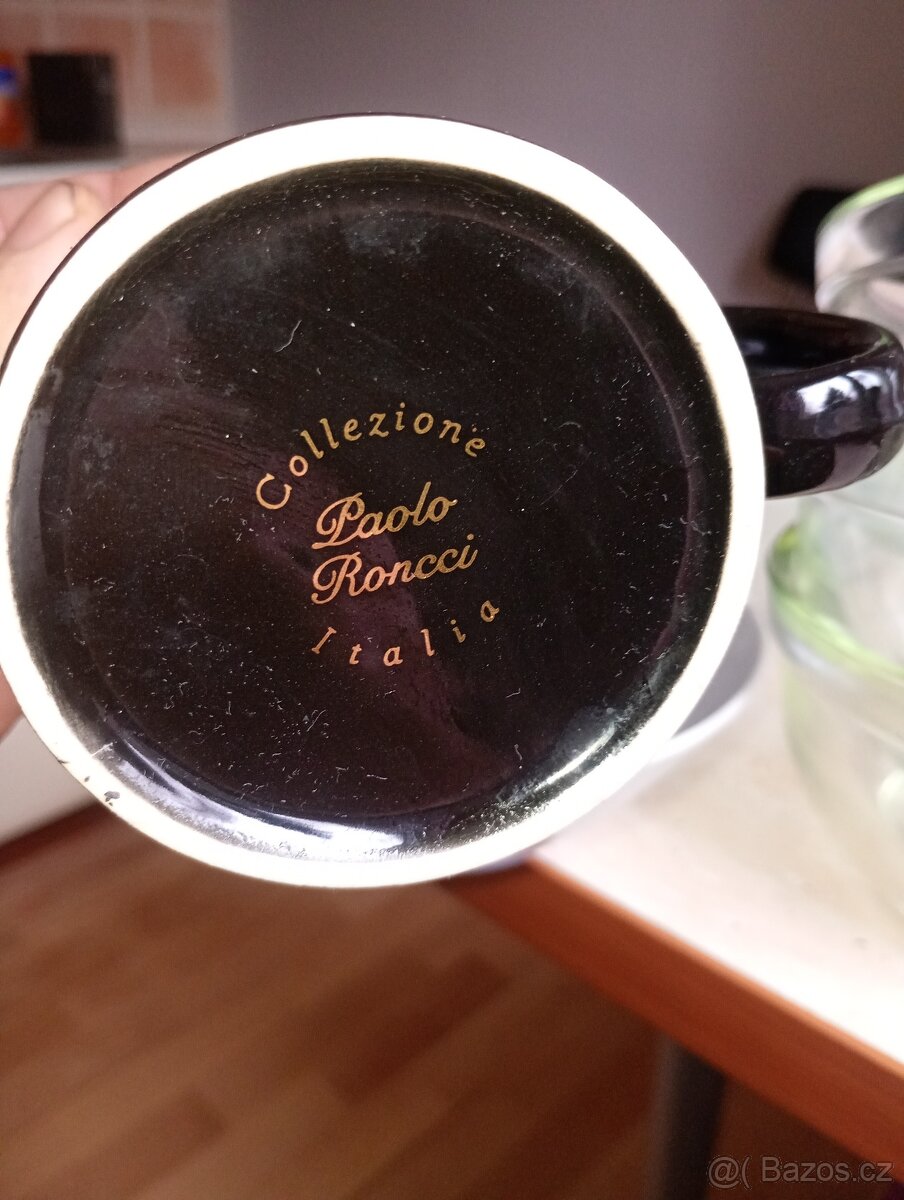 Collezione
Paolo
Roncci
Italia
@( Bazos.cz